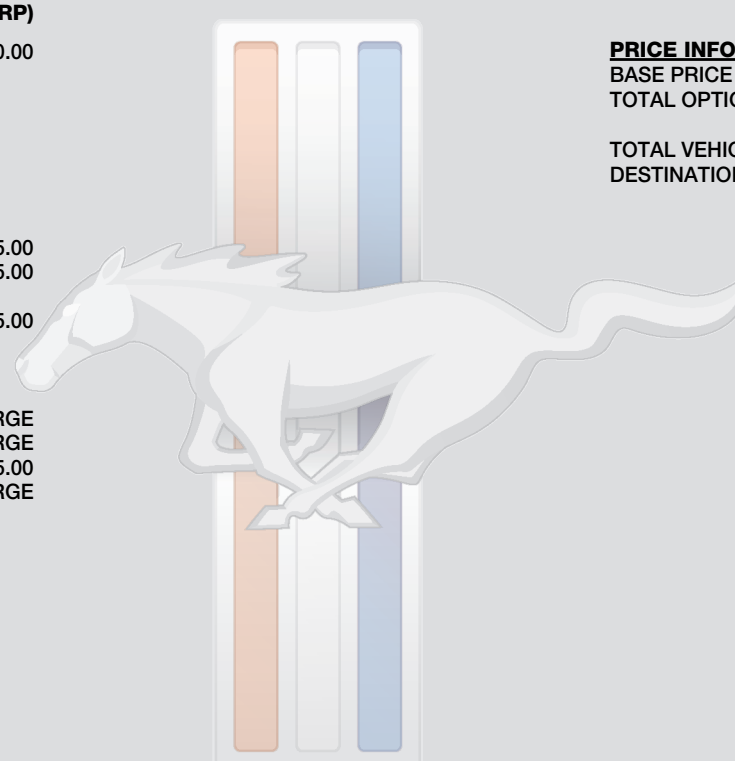 RP)
0.00
5.00
5.00
5.00
RGE
RGE
5.00
RGE
PRICE INFO
BASE PRICE
TOTAL OPTIO
TOTAL VEHIC
DESTINATION